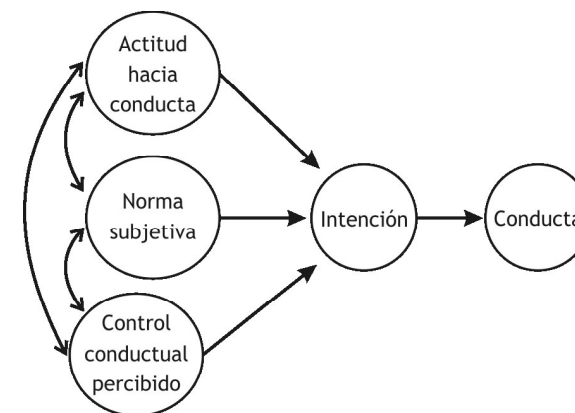 Actitud
hacia
conducta
Norma
subjetiva
Intención
Conducta
Control
conductual
percibido